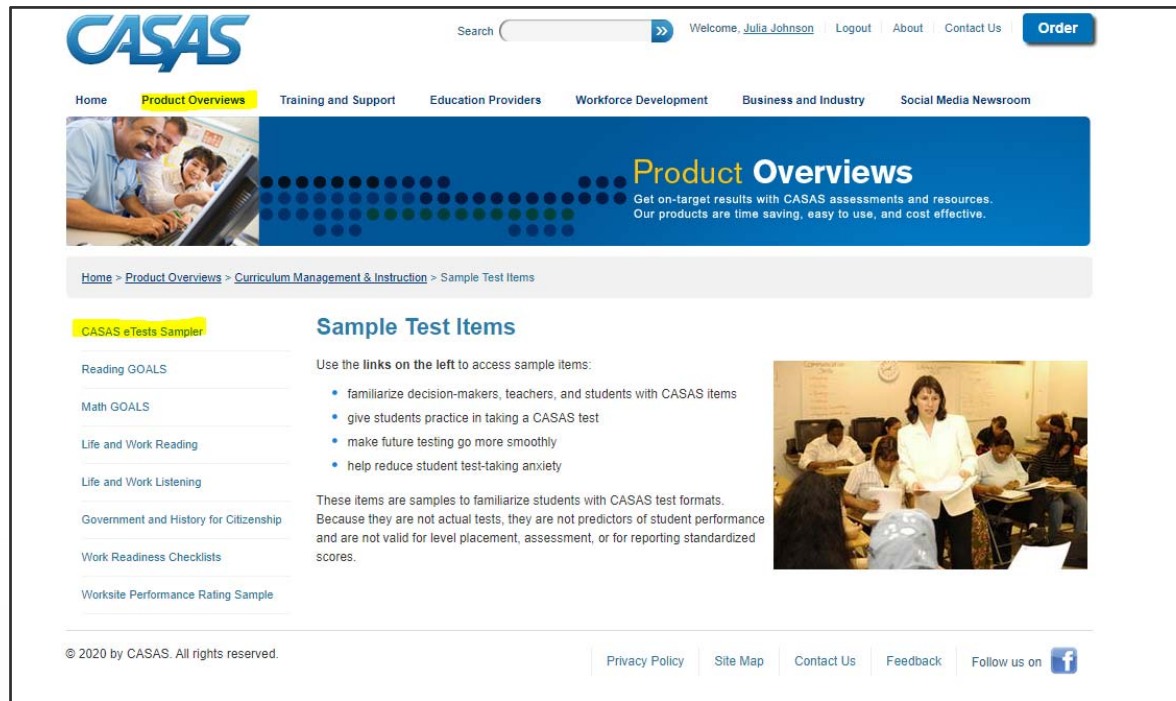 CASAS
Search
Welcome, Julia Johnson
Logout
About
Contact Us
Order
Home
Product Overviews
Training and Support
Education Providers
Workforce Development
Business and Industry
Social Media Newsroom
Product Overviews
Get on-target results with CASAS assessments and resources.
Our products are time saving, easy to use, and cost effective.
Home > Product Overviews > Curriculum Management & Instruction > Sample Test Items
CASAS eTests Sampler
Reading GOALS
Math GOALS
Life and Work Reading
Life and Work Listening
Government and History for Citizenship
Work Readiness Checklists
Worksite Performance Rating Sample
Sample Test Items
Use the links on the left to access sample items:
familiarize decision-makers, teachers, and students with CASAS items
give students practice in taking a CASAS test
make future testing go more smoothly
help reduce student test-taking anxiety
These items are samples to familiarize students with CASAS test formats.
Because they are not actual tests, they are not predictors of student performance
and are not valid for level placement, assessment, or for reporting standardized
scores.
© 2020 by CASAS. All rights reserved.
Privacy Policy
Site Map
Contact Us
Feedback
Follow us on